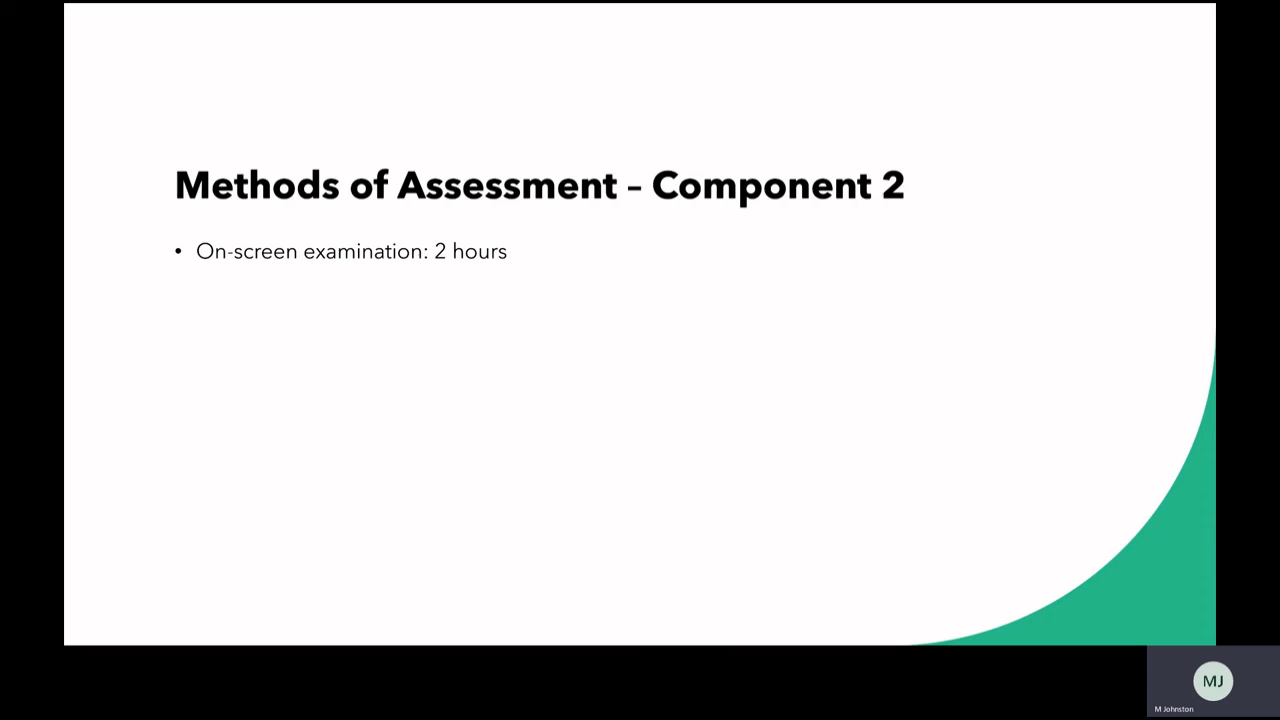 Methods of Assessment – Component 2
• On-screen examination: 2 hours
MJ
M Johnston